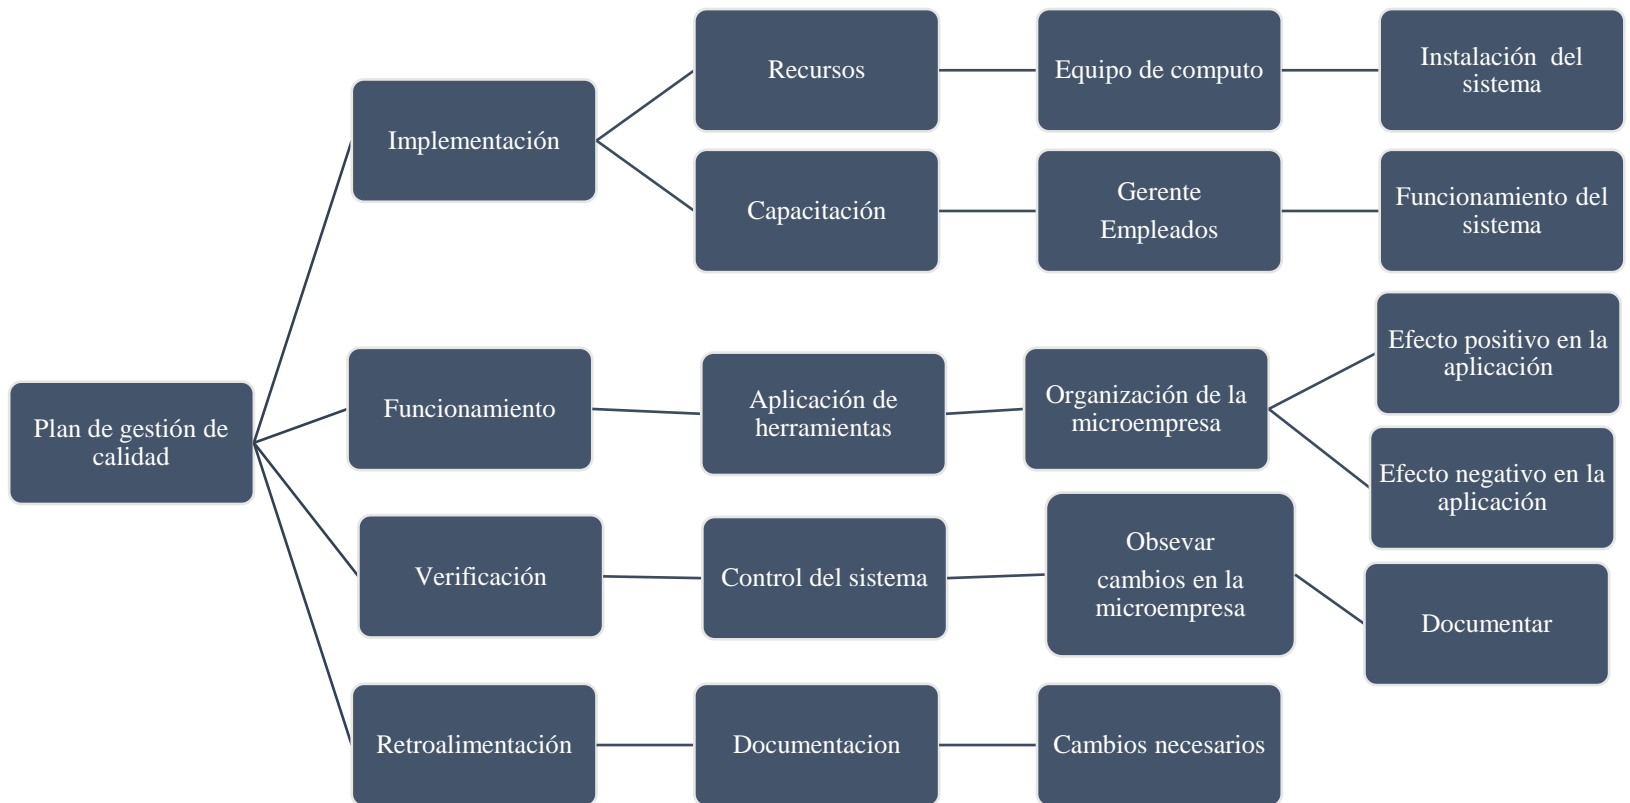 Plan de gestión de
calidad
Implementación
Recursos
Equipo de computo
Instalación del
sistema
Capacitación
Gerente
Empleados
Funcionamiento del
sistema
Funcionamiento
Aplicación de
herramientas
Organización de la
microempresa
Efecto positivo en la
aplicación
Efecto negativo en la
aplicación
Verificación
Control del sistema
Obsevar
cambios en la
microempresa
Documentar
Retroalimentación
Documentacion
Cambios necesarios